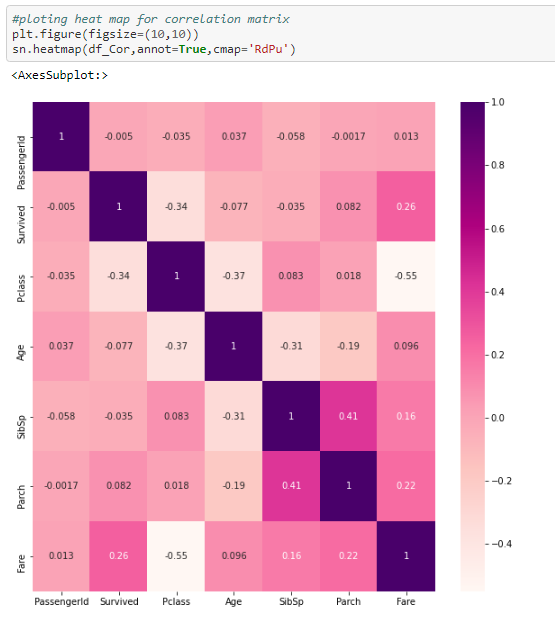 #ploting heat map for correlation matrix
plt.figure(figsize=(10,10))
sn.heatmap(df_Cor,annot=True,cmap='RdPu')
<AxesSubplot:>
PassengerId 1 -0.005 -0.035 0.037 -0.058 -0.0017 0.013
Survived -0.005 1 -0.34 -0.077 -0.035 0.082 0.26
Pclass -0.035 -0.34 1 -0.37 0.083 0.018 -0.55
Age 0.037 -0.077 -0.37 1 -0.31 -0.19 0.096
SibSp -0.058 -0.035 0.083 -0.31 1 0.41 0.16
Parch -0.0017 0.082 0.018 -0.19 0.41 1 0.22
Fare 0.013 0.26 -0.55 0.096 0.16 0.22 1
PassengerId Survived Pclass Age SibSp Parch Fare
1.0
0.8
0.6
0.4
0.2
0.0
-0.2
-0.4